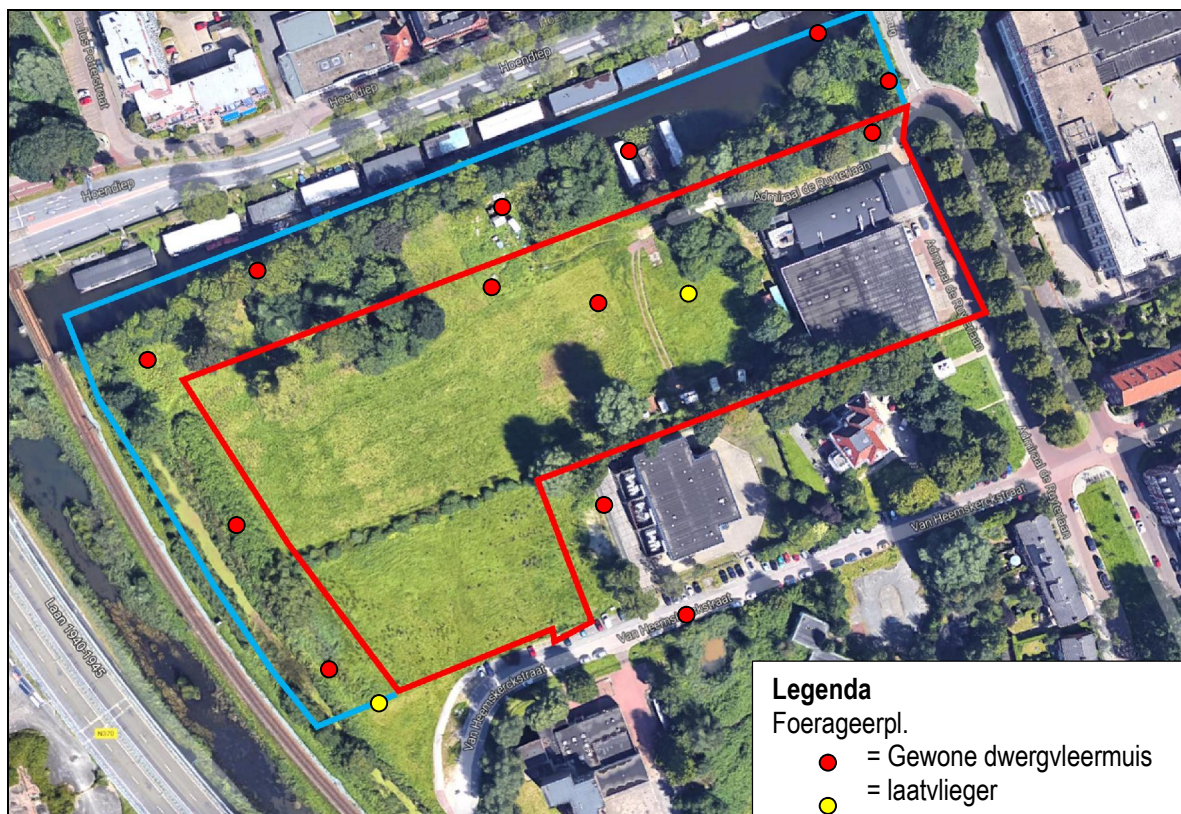 Hoendiep
Hoendiep
Hoendiep
Admiraal de Ruyterlaan
Admiraal de Ruyterlaan
Admiraal de Ruyterlaan
Van Heemskerckstraat
Van Heemskerckstraat
Van Heemskerckstraat
Laan 1940-1945
N370
Legenda
Foerageerpl.
= Gewone dwergvleermuis
= laatvlieger